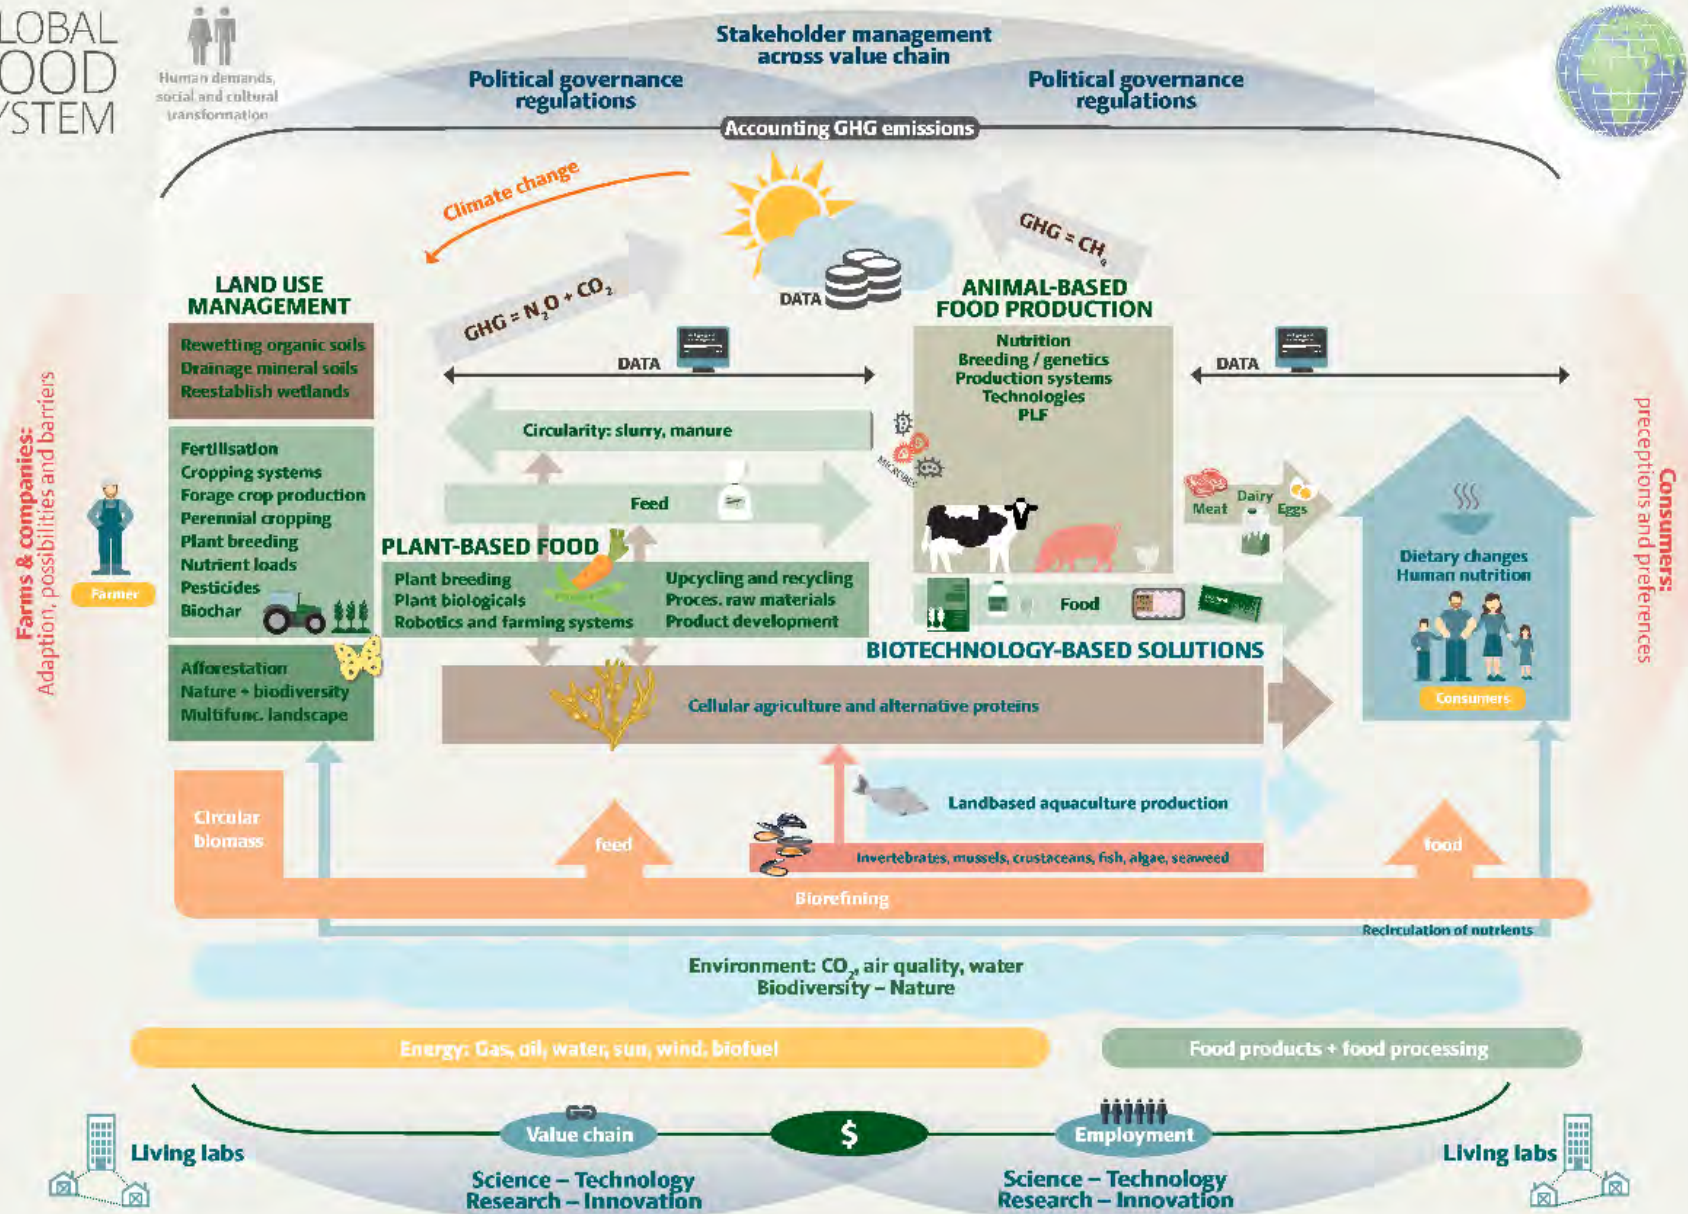 LOBAL
OOD
YSTEM
Human demands,
social and cultural
transformation
Stakeholder management
across value chain
Political governance
regulations
Political governance
regulations
Accounting GHG emissions
Climate change
GHG = N2O + CO2
GHG = CH4
DATA
LAND USE
MANAGEMENT
Rewetting organic soils
Drainage mineral soils
Reestablish wetlands
Fertilisation
Cropping systems
Forage crop production
Perennial cropping
Plant breeding
Nutrient loads
Pesticides
Biochar
Afforestation
Nature + biodiversity
Multifunc. landscape
Farms & companies:
Adaption, possibilities and barriers
Farmer
DATA
Circularity: slurry, manure
Feed
MICROBES
PLANT-BASED FOOD
Plant breeding
Plant biologicals
Robotics and farming systems
Upcycling and recycling
Proces. raw materials
Product development
ANIMAL-BASED
FOOD PRODUCTION
Nutrition
Breeding / genetics
Production systems
Technologies
PLF
DATA
Meat
Dairy
Eggs
Food
BIOTECHNOLOGY-BASED SOLUTIONS
Cellular agriculture and alternative proteins
Dietary changes
Human nutrition
Consumers
Consumers:
preceptions and preferences
Landbased aquaculture production
Invertebrates, mussels, crustaceans, fish, algae, seaweed
Circular
biomass
feed
food
Biorefining
Recirculation of nutrients
Environment: CO2, air quality, water
Biodiversity – Nature
Energy: Gas, oil, water, sun, wind, biofuel
Food products + food processing
Living labs
Value chain
$
Employment
Living labs
Science – Technology
Research – Innovation
Science – Technology
Research – Innovation